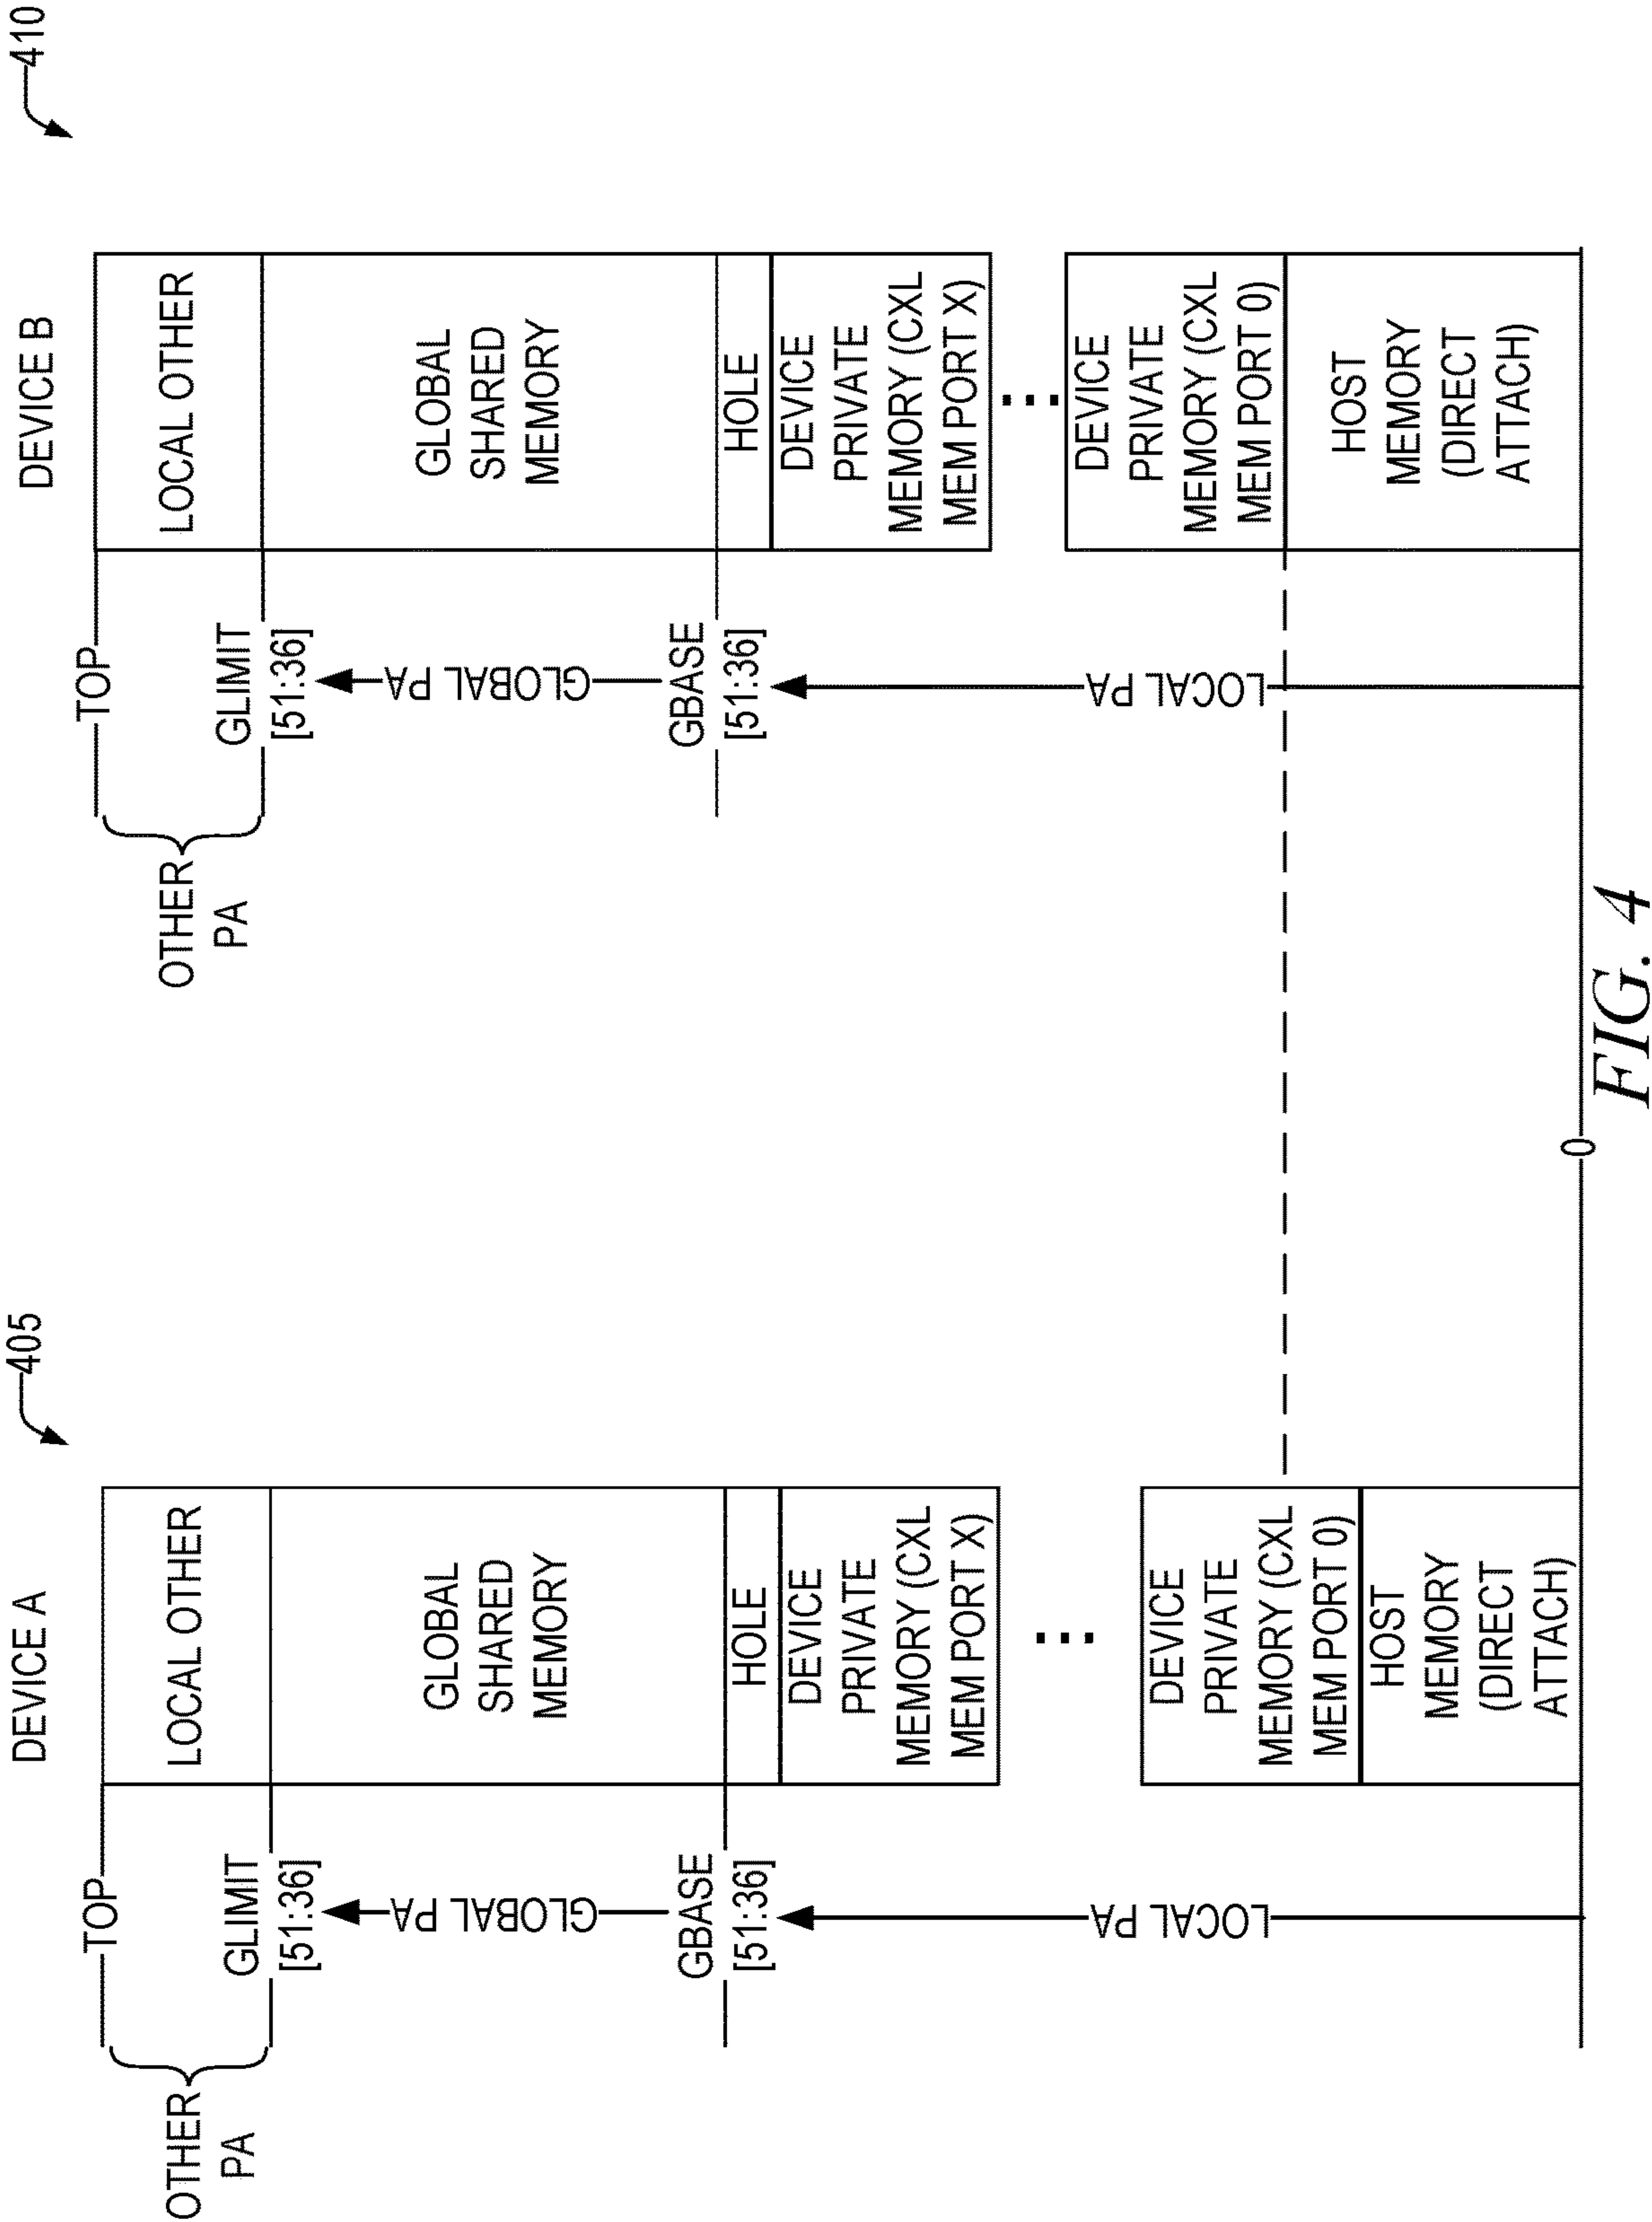 405
DEVICE A
TOP
LOCAL OTHER
OTHER
PA
GLIMIT
[51:36]
GLOBAL PA
GLOBAL
SHARED
MEMORY
GBASE
[51:36]
HOLE
DEVICE
PRIVATE
MEMORY (CXL
MEM PORT X)
LOCAL PA
DEVICE
PRIVATE
MEMORY (CXL
MEM PORT 0)
HOST
MEMORY
(DIRECT
ATTACH)
410
DEVICE B
TOP
LOCAL OTHER
OTHER
PA
GLIMIT
[51:36]
GLOBAL PA
GLOBAL
SHARED
MEMORY
GBASE
[51:36]
HOLE
DEVICE
PRIVATE
MEMORY (CXL
MEM PORT X)
LOCAL PA
DEVICE
PRIVATE
MEMORY (CXL
MEM PORT 0)
HOST
MEMORY
(DIRECT
ATTACH)
0
FIG. 4